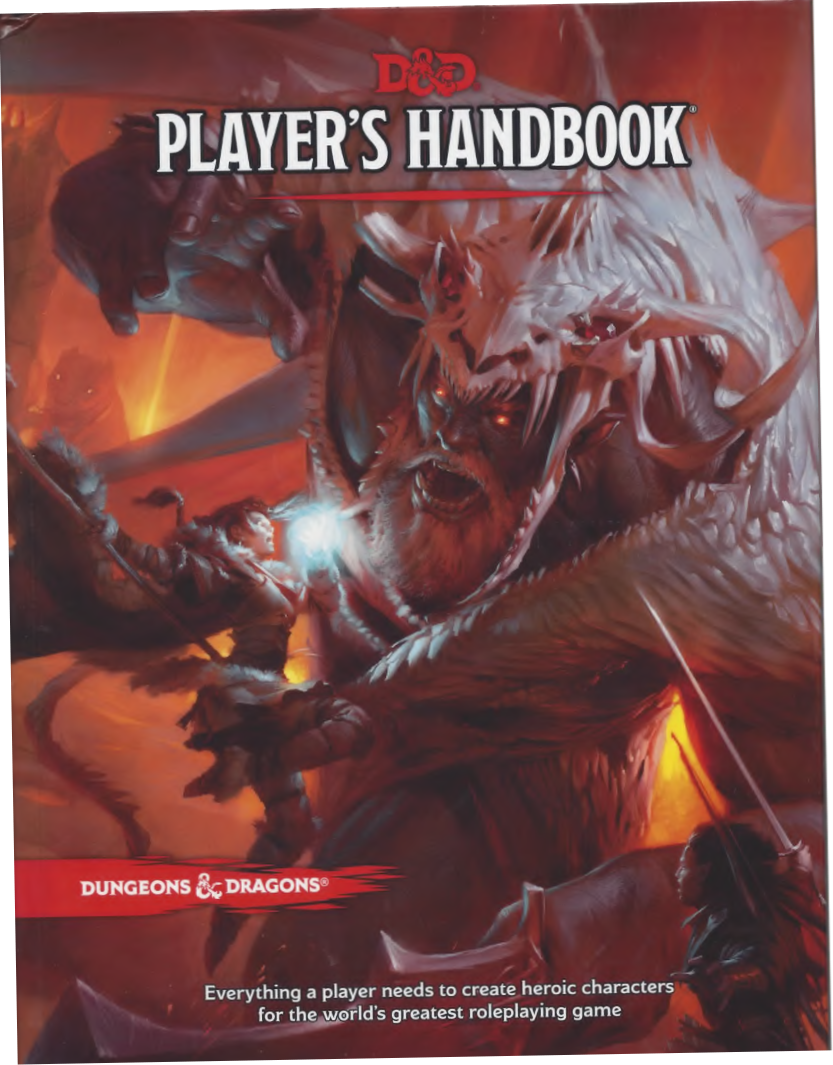 D&D
PLAYER'S HANDBOOK®
DUNGEONS & DRAGONS®
Everything a player needs to create heroic characters
for the world's greatest roleplaying game